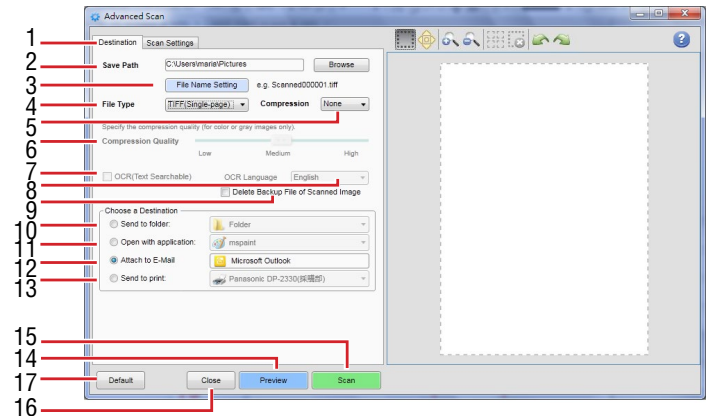 Advanced Scan
1
Destination Scan Settings
2
Save Path C:\Users\maria\Pictures Browse
3
File Name Setting e.g. Scanned000001.tiff
4
File Type TIFF(Single-page) Compression None
5
Specify the compression quality (for color or gray images only).
6
Compression Quality
Low Medium High
7
OCR(Text Searchable) OCR Language English
8
Delete Backup File of Scanned Image
9
Choose a Destination
10
Send to folder: Folder
11
Open with application: mspaint
12
Attach to E-Mail Microsoft Outlook
13
Send to print: Panasonic DP-2330(採購部)
15
14
17
Default Close Preview Scan
16